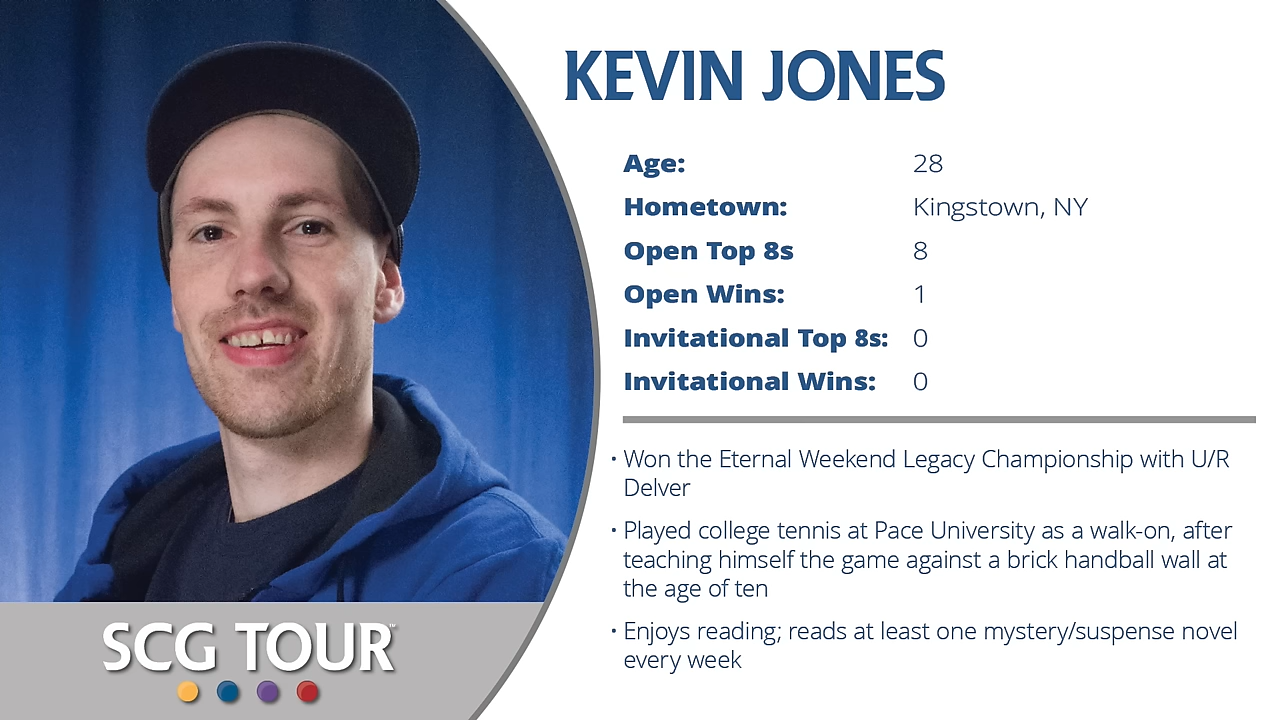 KEVIN JONES
Age: 28
Hometown: Kingstown, NY
Open Top 8s 8
Open Wins: 1
Invitational Top 8s: 0
Invitational Wins: 0
• Won the Eternal Weekend Legacy Championship with U/R
Delver
• Played college tennis at Pace University as a walk-on, after
teaching himself the game against a brick handball wall at
the age of ten
• Enjoys reading; reads at least one mystery/suspense novel
every week
SCG TOUR™